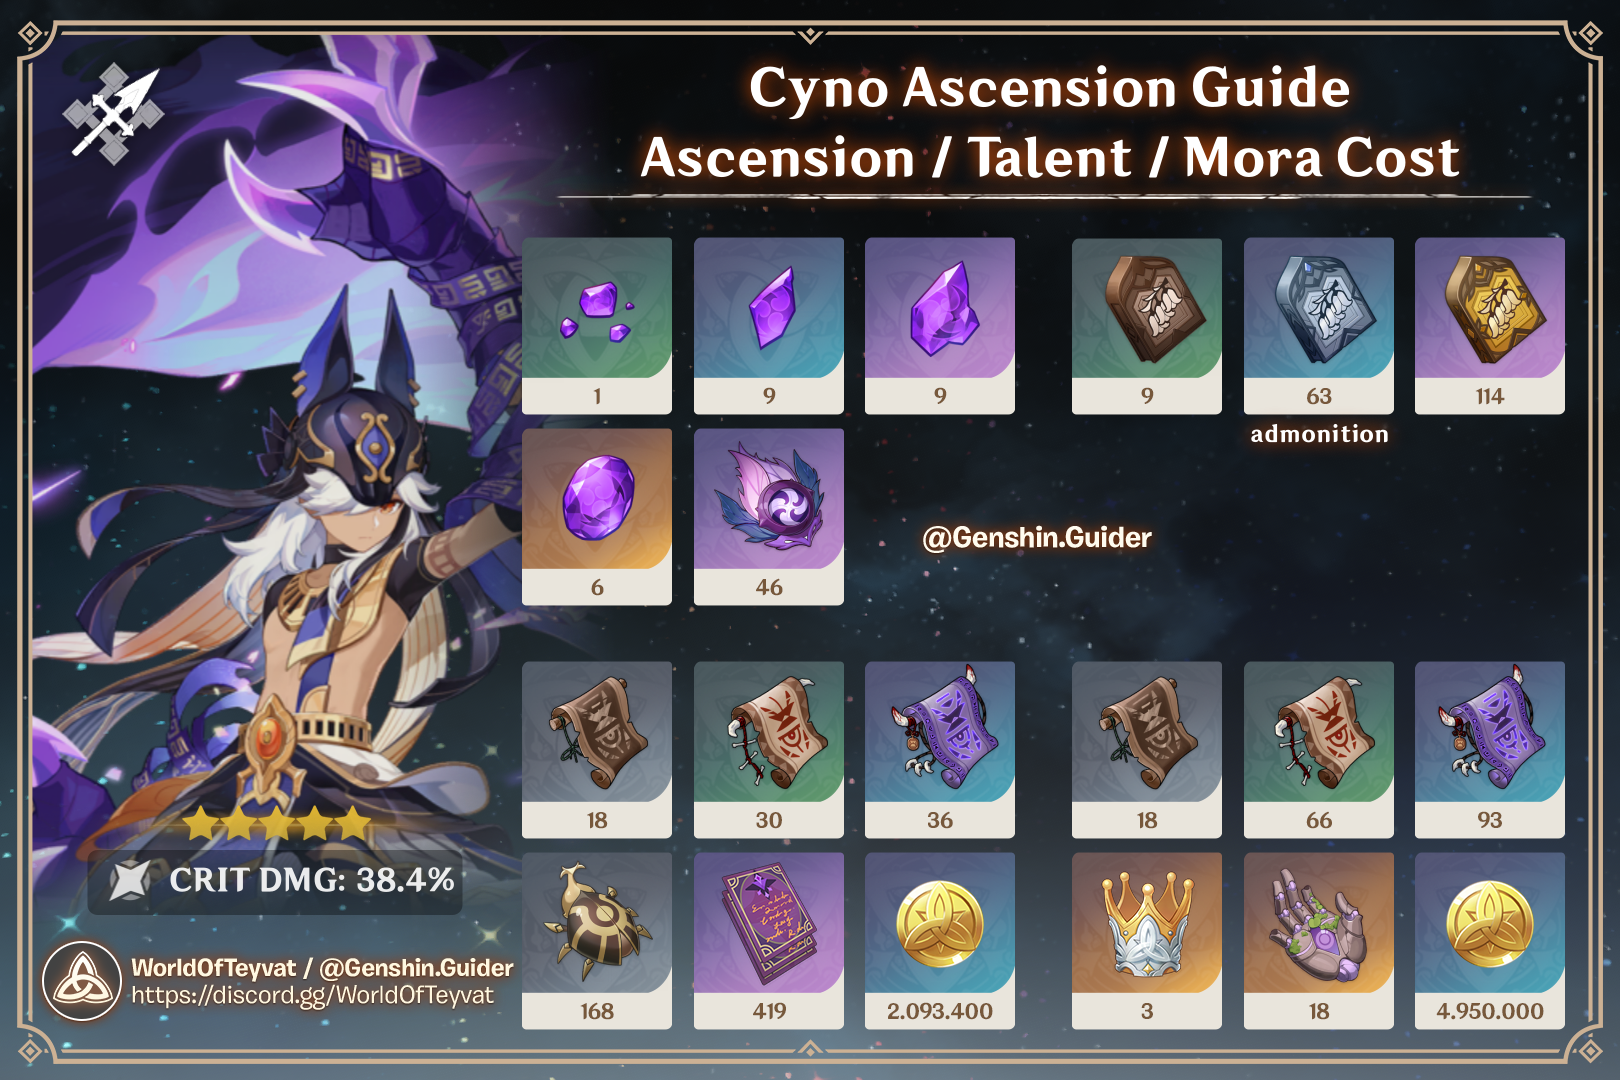 Cyno Ascension Guide
Ascension / Talent / Mora Cost
1
9
9
9
63
114
admonition
6
46
@Genshin.Guider
18
30
36
18
66
93
168
419
2.093.400
3
18
4.950.000
CRIT DMG: 38.4%
WorldOfTeyvat / @Genshin.Guider
https://discord.gg/WorldOfTeyvat